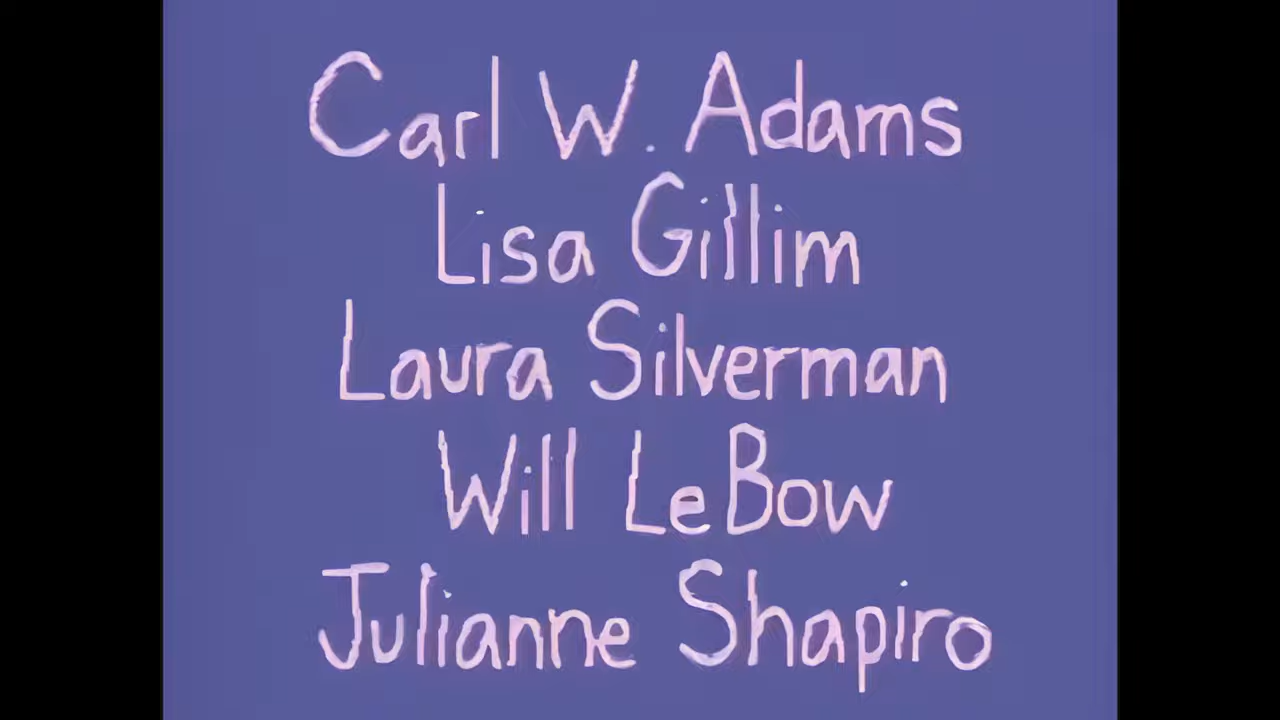 Carl W. Adams
Lisa Gillim
Laura Silverman
Will LeBow
Julianne Shapiro